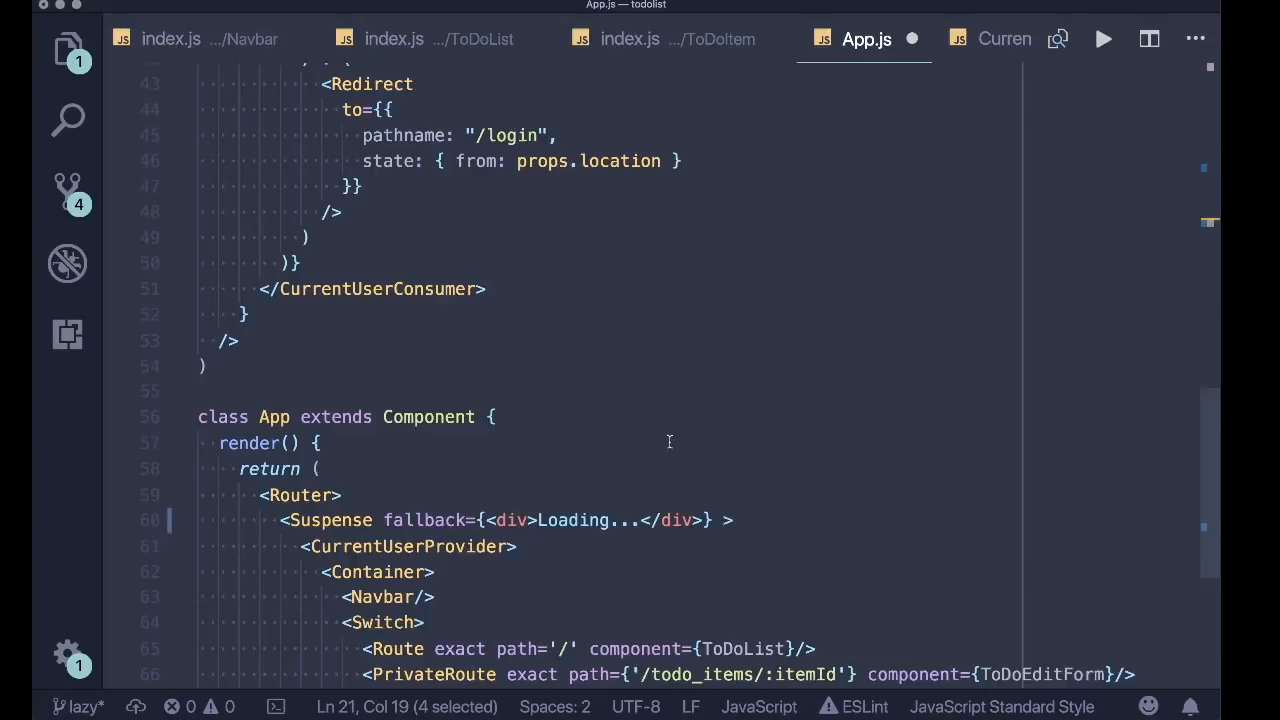 App.js — todolist
index.js .../Navbar index.js .../ToDoList index.js .../ToDoItem App.js Curren
43 <Redirect
44 to={{
45 pathname: "/login",
46 state: { from: props.location }
47 }}
48 />
49 )
50 )}
51 </CurrentUserConsumer>
52 }
53 />
54 )
55
56 class App extends Component {
57 render() {
58 return (
59 <Router>
60 <Suspense fallback={<div>Loading...</div>} >
61 <CurrentUserProvider>
62 <Container>
63 <Navbar/>
64 <Switch>
65 <Route exact path='/' component={ToDoList}/>
66 <PrivateRoute exact path={'/todo_items/:itemId'} component={ToDoEditForm}/>
1
4
1
lazy* 0 0 Ln 21, Col 19 (4 selected) Spaces: 2 UTF-8 LF JavaScript ESLint JavaScript Standard Style